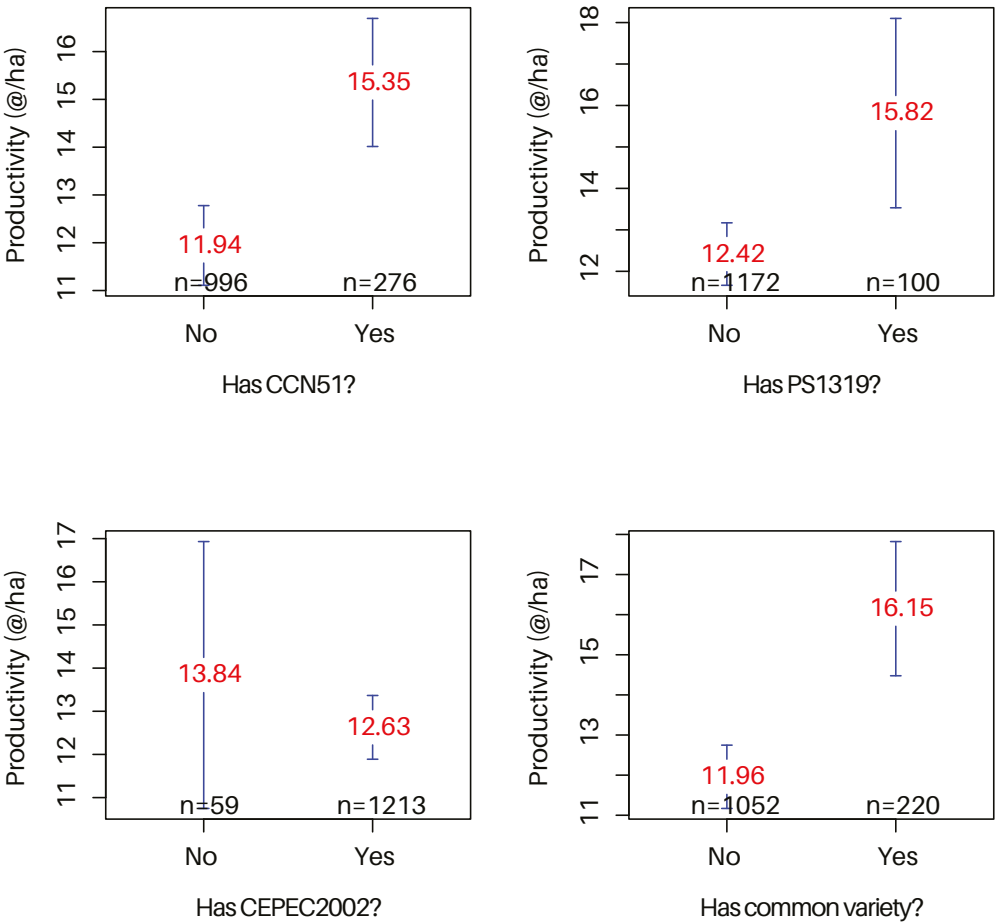 Productivity (@/ha)
11 12 13 14 15 16
15.35
11.94
n=996 n=276
No Yes
Has CCN51?
Productivity (@/ha)
12 14 16 18
15.82
12.42
n=1172 n=100
No Yes
Has PS1319?
Productivity (@/ha)
11 12 13 14 15 16 17
13.84
12.63
n=59 n=1213
No Yes
Has CEPEC2002?
Productivity (@/ha)
11 13 15 17
16.15
11.96
n=1052 n=220
No Yes
Has common variety?